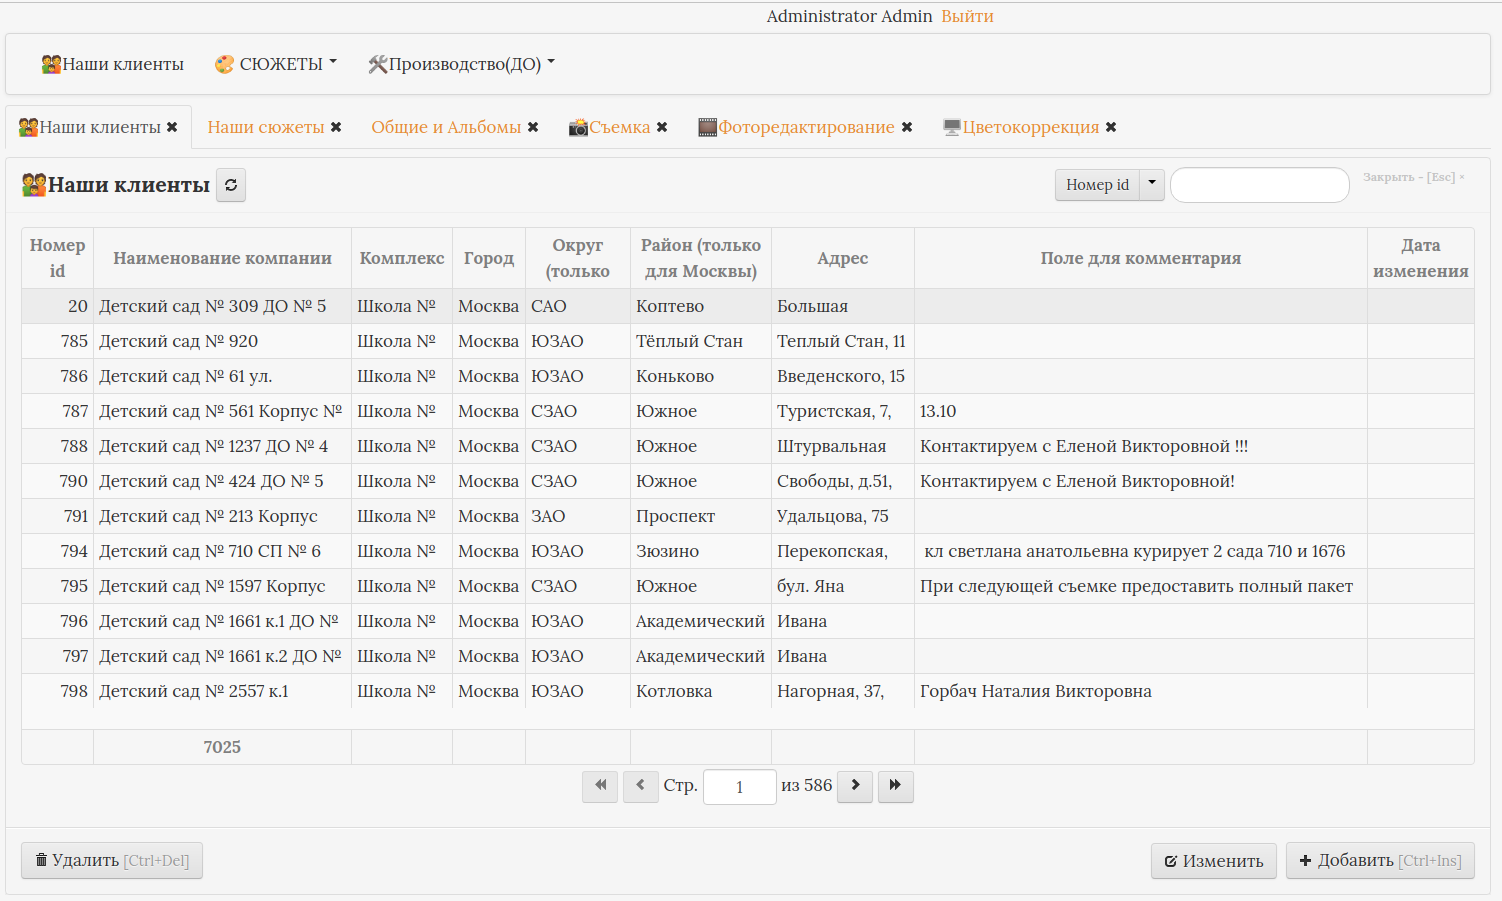 Administrator Admin Выйти
Наши клиенты СЮЖЕТЫ Производство(ДО)
Наши клиенты Наши сюжеты Общие и Альбомы Съемка Фоторедактирование Цветокоррекция
Наши клиенты Номер id Закрыть - [Esc] ×
Номер id Наименование компании Комплекс Город Округ (только Район (только для Москвы) Адрес Поле для комментария Дата изменения
20 Детский сад № 309 ДО № 5 Школа № Москва САО Коптево Большая
785 Детский сад № 920 Школа № Москва ЮЗАО Тёплый Стан Теплый Стан, 11
786 Детский сад № 61 ул. Школа № Москва ЮЗАО Коньково Введенского, 15
787 Детский сад № 561 Корпус № Школа № Москва СЗАО Южное Туристская, 7, 13.10
788 Детский сад № 1237 ДО № 4 Школа № Москва СЗАО Южное Штурвальная Контактируем с Еленой Викторовной !!!
790 Детский сад № 424 ДО № 5 Школа № Москва СЗАО Южное Свободы, д.51, Контактируем с Еленой Викторовной!
791 Детский сад № 213 Корпус Школа № Москва ЗАО Проспект Удальцова, 75
794 Детский сад № 710 СП № 6 Школа № Москва ЮЗАО Зюзино Перекопская, кл светлана анатольевна курирует 2 сада 710 и 1676
795 Детский сад № 1597 Корпус Школа № Москва СЗАО Южное бул. Яна При следующей съемке предоставить полный пакет
796 Детский сад № 1661 к.1 ДО № Школа № Москва ЮЗАО Академический Ивана
797 Детский сад № 1661 к.2 ДО № Школа № Москва ЮЗАО Академический Ивана
798 Детский сад № 2557 к.1 Школа № Москва ЮЗАО Котловка Нагорная, 37, Горбач Наталия Викторовна
7025
Стр. 1 из 586
Удалить [Ctrl+Del] Изменить Добавить [Ctrl+Ins]